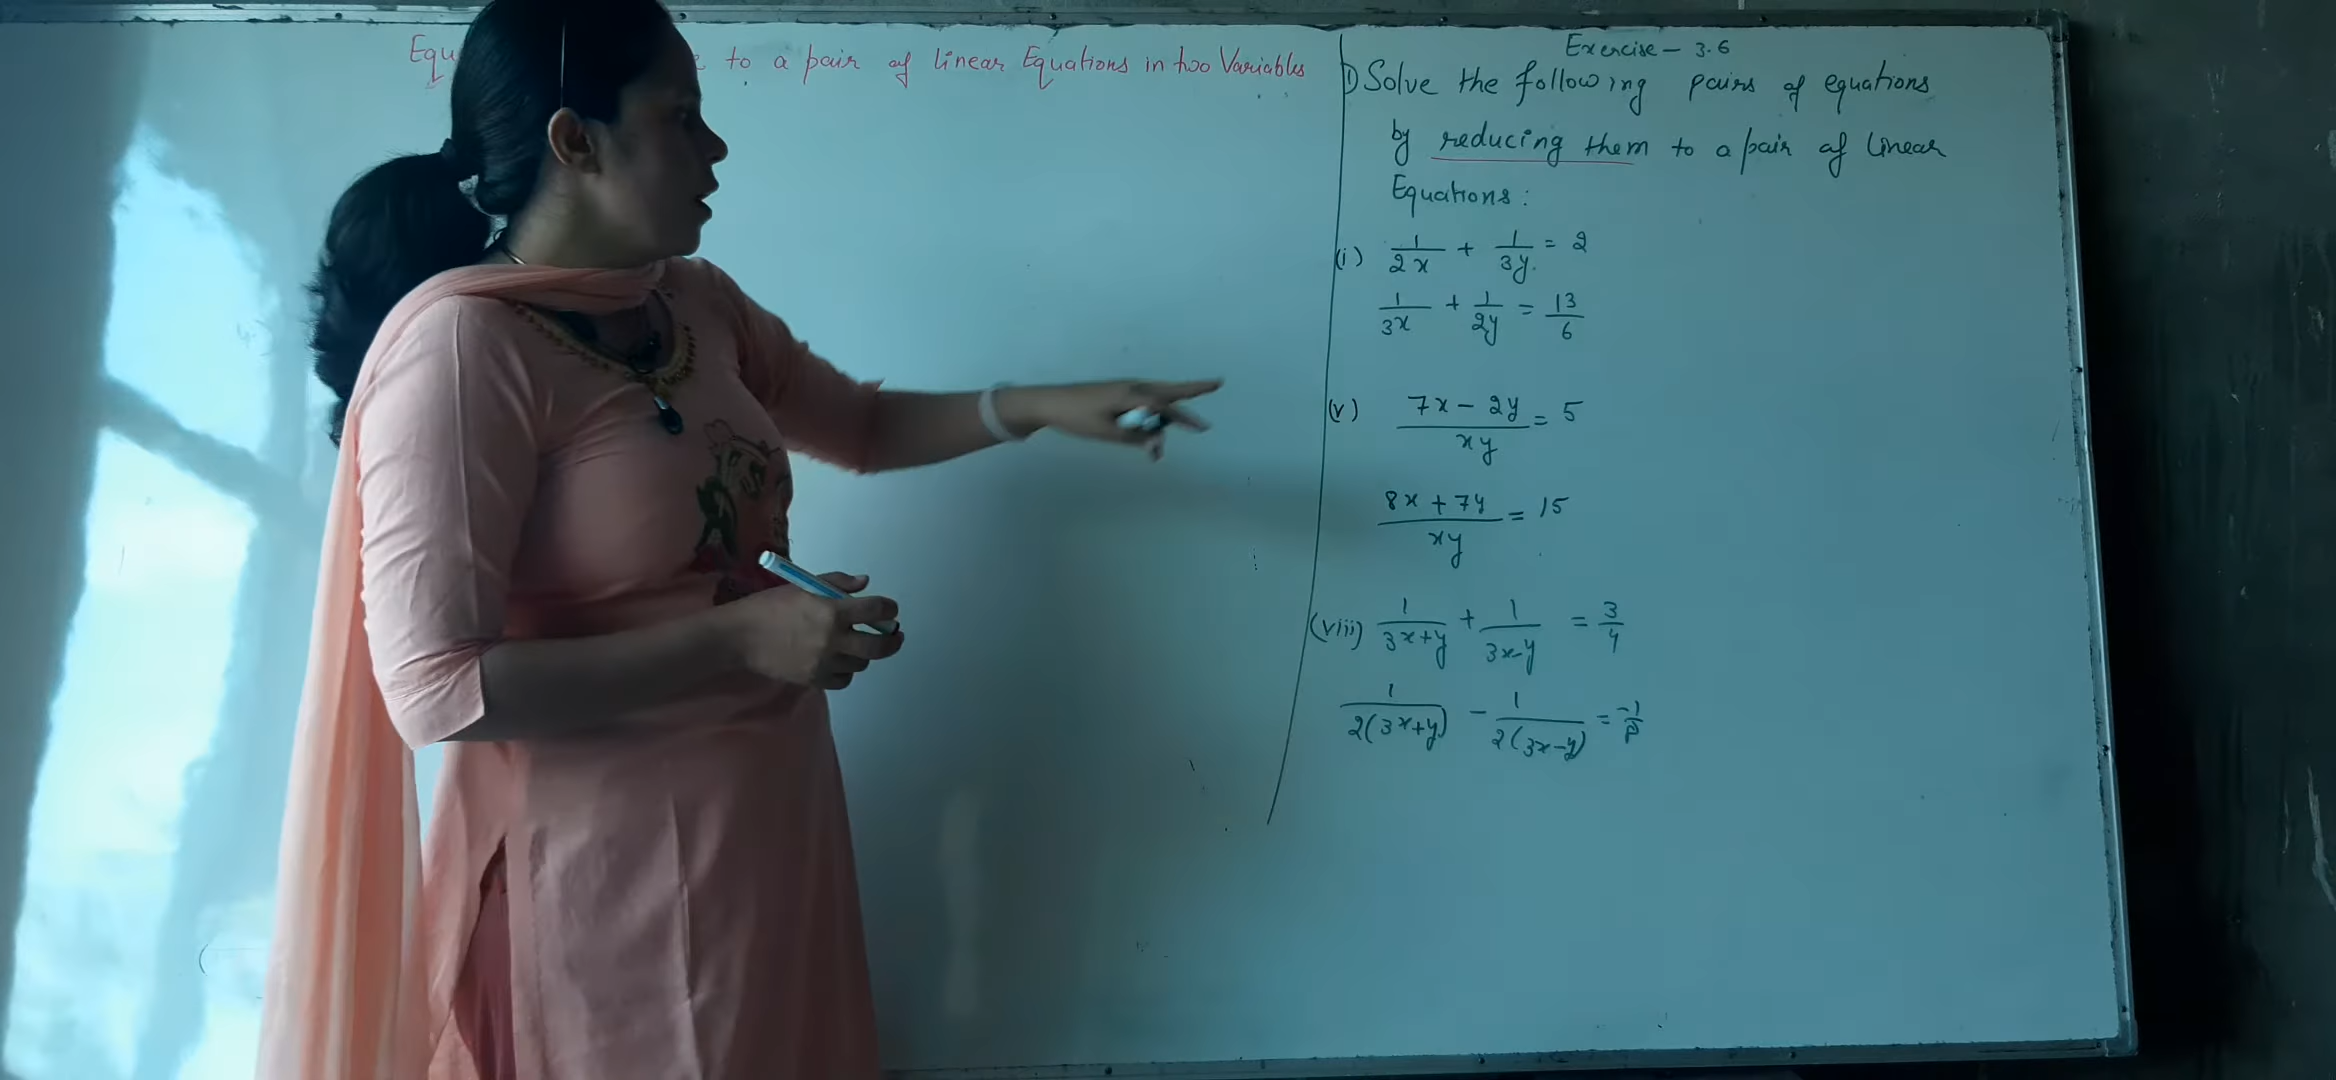 Equ to a pair of linear Equations in two Variables
Exercise - 3.6
1) Solve the following pairs of equations
by reducing them to a pair of linear
Equations :
(i) 1/2x + 1/3y = 2
1/3x + 1/2y = 13/6
(v) 7x - 2y/xy = 5
8x + 7y/xy = 15
(viii) 1/3x+y + 1/3x-y = 3/4
1/2(3x+y) - 1/2(3x-y) = -1/8